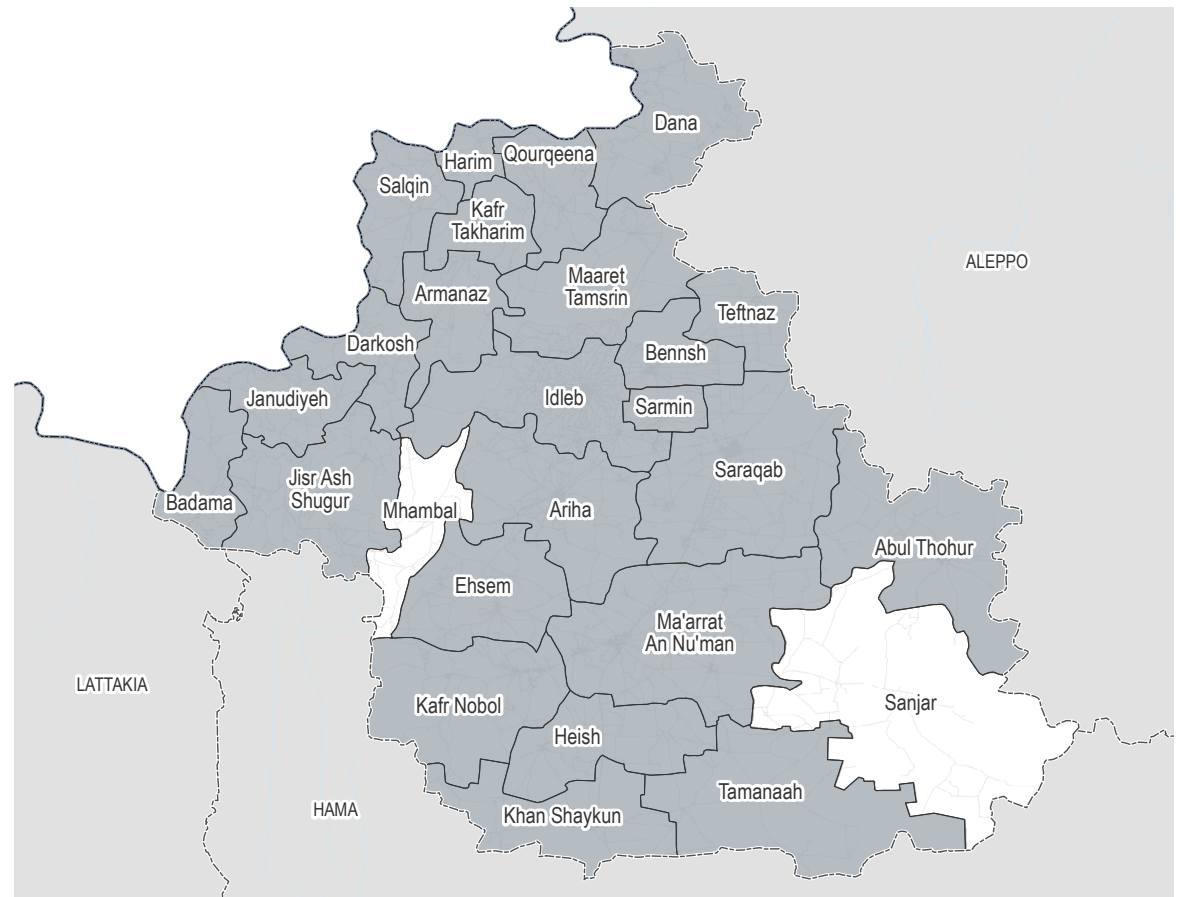 Dana
Harim
Qourqeena
Salqin
Kafr
Takharim
ALEPPO
Maaret
Tamsrin
Armanaz
Teftnaz
Darkosh
Bennsh
Janudiyeh
Idleb
Sarmin
Saraqab
Jisr Ash
Shugur
Badama
Mhambal
Ariha
Abul Thohur
Ehsem
Ma'arrat
An Nu'man
LATTAKIA
Kafr Nobol
Sanjar
Heish
Tamanaah
HAMA
Khan Shaykun